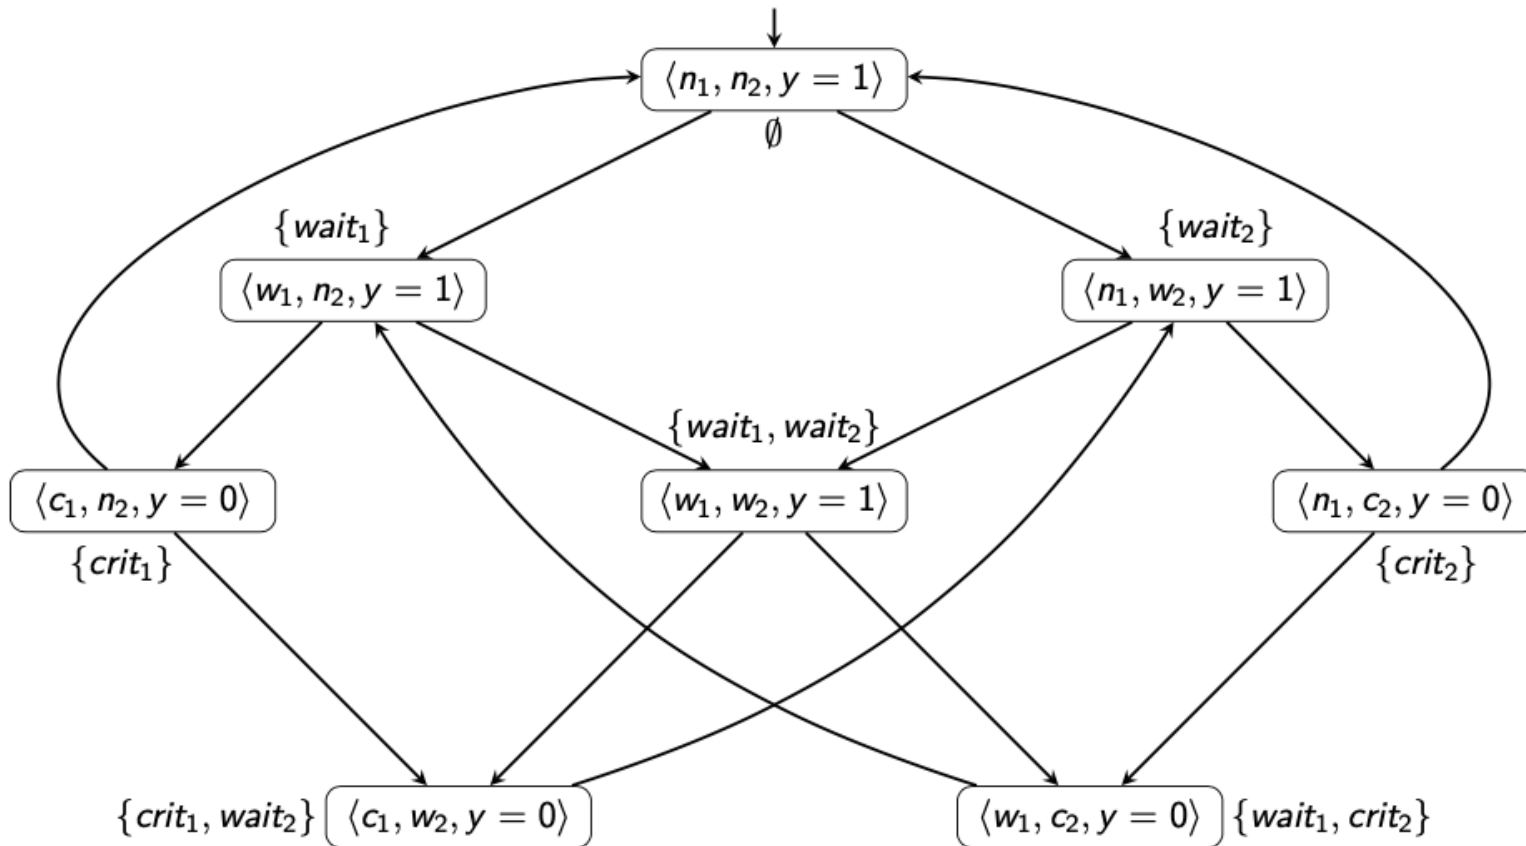 ⟨n₁, n₂, y = 1⟩
∅
{wait₁}
{wait₂}
⟨w₁, n₂, y = 1⟩
⟨n₁, w₂, y = 1⟩
{wait₁, wait₂}
⟨c₁, n₂, y = 0⟩
⟨w₁, w₂, y = 1⟩
⟨n₁, c₂, y = 0⟩
{crit₁}
{crit₂}
{crit₁, wait₂}
⟨c₁, w₂, y = 0⟩
⟨w₁, c₂, y = 0⟩
{wait₁, crit₂}